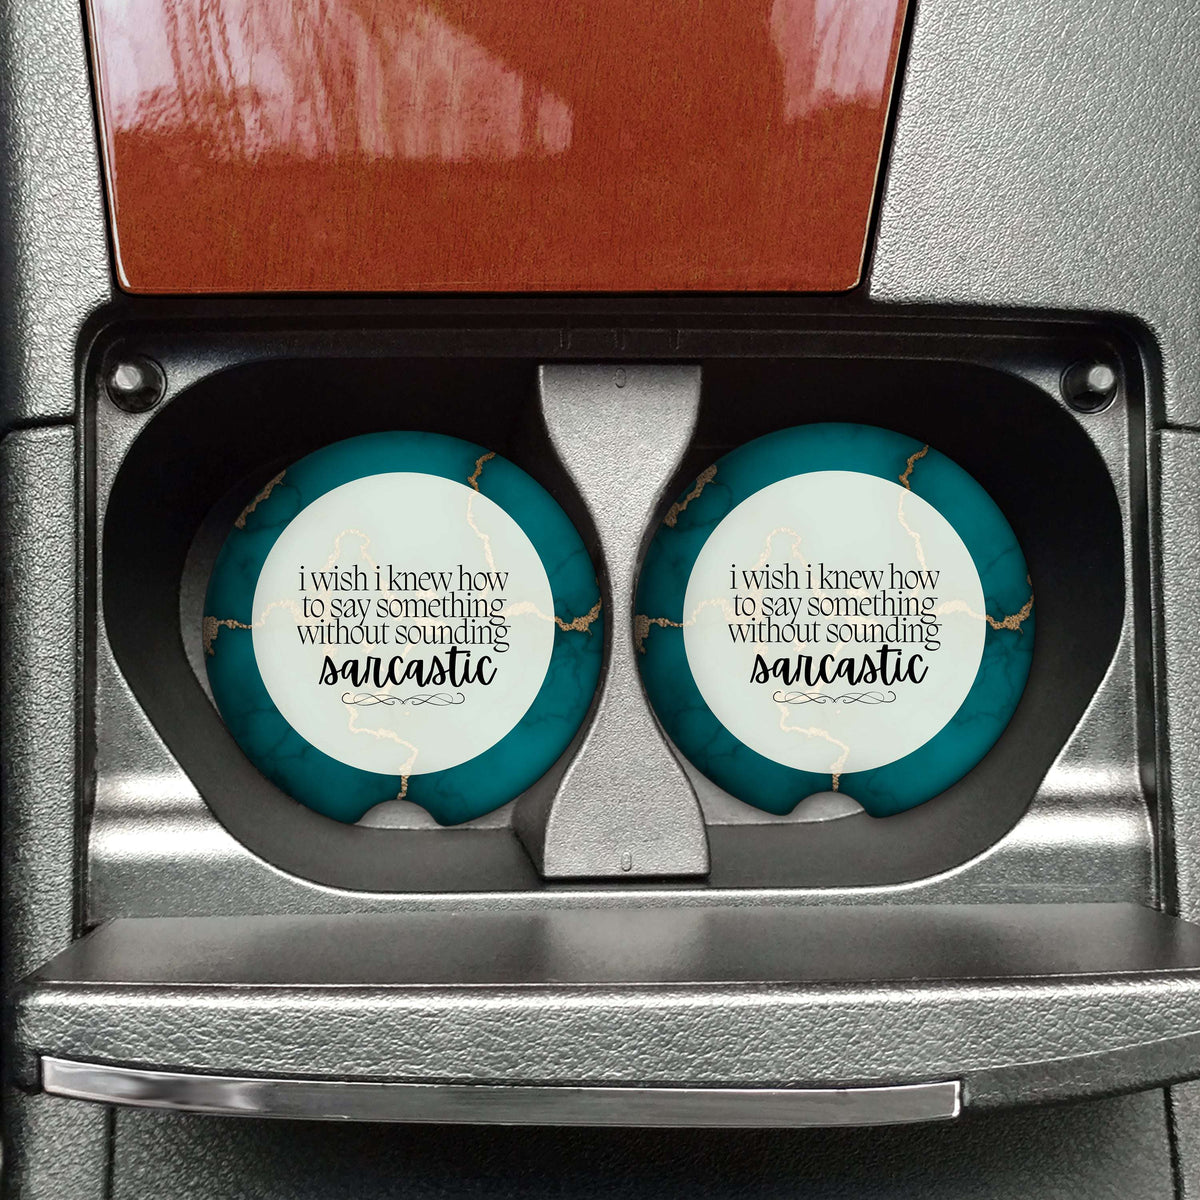 i wish i knew how
to say something
without sounding
sarcastic
i wish i knew how
to say something
without sounding
sarcastic